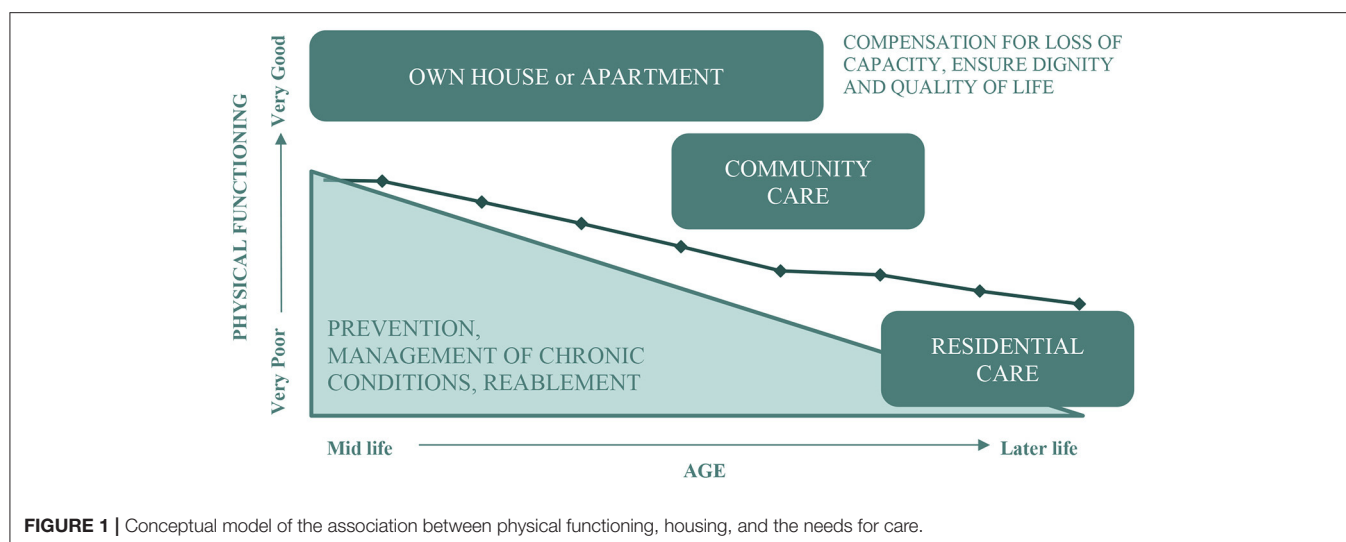 OWN HOUSE or APARTMENT
COMPENSATION FOR LOSS OF
CAPACITY, ENSURE DIGNITY
AND QUALITY OF LIFE
PHYSICAL FUNCTIONING
Very Good
Very Poor
COMMUNITY
CARE
PREVENTION,
MANAGEMENT OF CHRONIC
CONDITIONS, REABLEMENT
RESIDENTIAL
CARE
Mid life
Later life
AGE
FIGURE 1 | Conceptual model of the association between physical functioning, housing, and the needs for care.